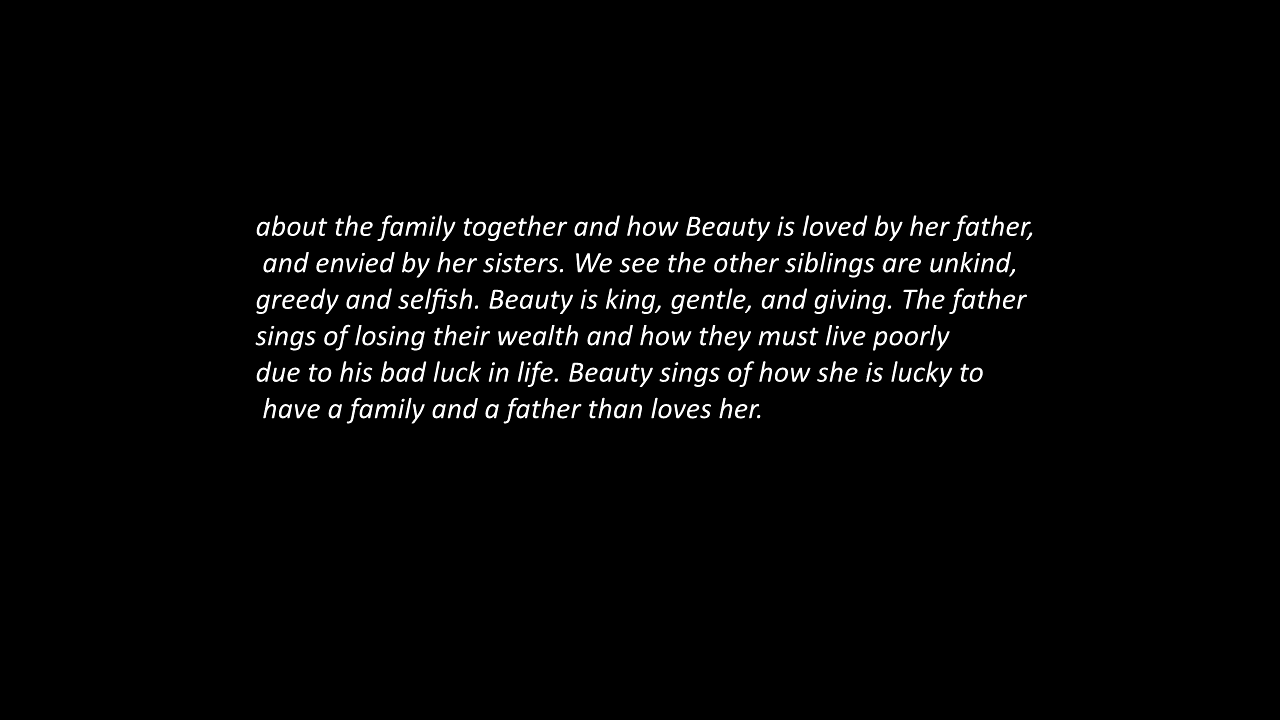 about the family together and how Beauty is loved by her father,
and envied by her sisters. We see the other siblings are unkind,
greedy and selfish. Beauty is king, gentle, and giving. The father
sings of losing their wealth and how they must live poorly
due to his bad luck in life. Beauty sings of how she is lucky to
have a family and a father than loves her.